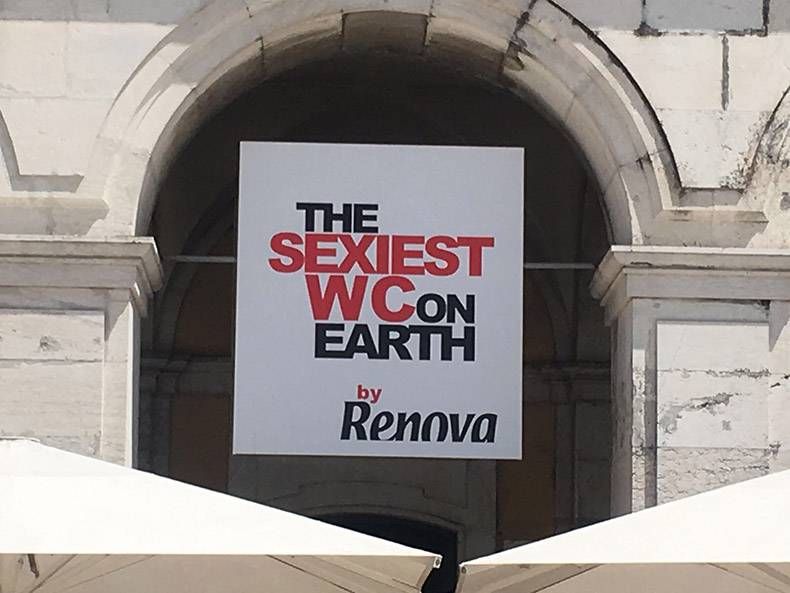 THE
SEXIEST
WC ON
EARTH
by
Renova